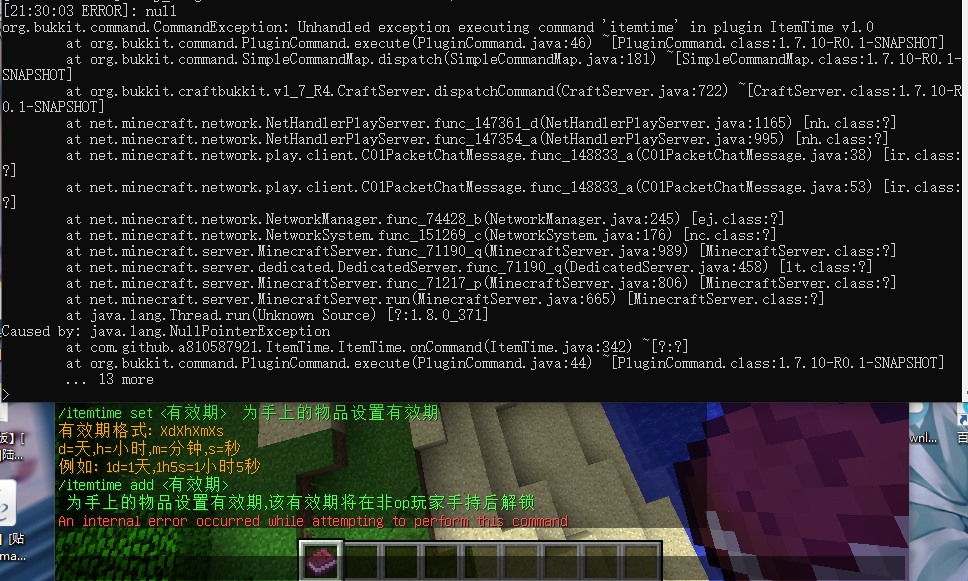 [21:30:03 ERROR]: null
org.bukkit.command.CommandException: Unhandled exception executing command 'itemtime' in plugin ItemTime v1.0
at org.bukkit.command.PluginCommand.execute(PluginCommand.java:46) ~[PluginCommand.class:1.7.10-R0.1-SNAPSHOT]
at org.bukkit.command.SimpleCommandMap.dispatch(SimpleCommandMap.java:181) ~[SimpleCommandMap.class:1.7.10-R0.1-
SNAPSHOT]
at org.bukkit.craftbukkit.v1_7_R4.CraftServer.dispatchCommand(CraftServer.java:722) ~[CraftServer.class:1.7.10-R
0.1-SNAPSHOT]
at net.minecraft.network.NetHandlerPlayServer.func_147361_d(NetHandlerPlayServer.java:1165) [nh.class:?]
at net.minecraft.network.NetHandlerPlayServer.func_147354_a(NetHandlerPlayServer.java:995) [nh.class:?]
at net.minecraft.network.play.client.C01PacketChatMessage.func_148833_a(C01PacketChatMessage.java:38) [ir.class:
?]
at net.minecraft.network.play.client.C01PacketChatMessage.func_148833_a(C01PacketChatMessage.java:53) [ir.class:
?]
at net.minecraft.network.NetworkManager.func_74428_b(NetworkManager.java:245) [ej.class:?]
at net.minecraft.network.NetworkSystem.func_151269_c(NetworkSystem.java:176) [nc.class:?]
at net.minecraft.server.MinecraftServer.func_71190_q(MinecraftServer.java:989) [MinecraftServer.class:?]
at net.minecraft.server.dedicated.DedicatedServer.func_71190_q(DedicatedServer.java:458) [lt.class:?]
at net.minecraft.server.MinecraftServer.func_71217_p(MinecraftServer.java:806) [MinecraftServer.class:?]
at net.minecraft.server.MinecraftServer.run(MinecraftServer.java:665) [MinecraftServer.class:?]
at java.lang.Thread.run(Unknown Source) [?:1.8.0_371]
Caused by: java.lang.NullPointerException
at com.github.a810587921.ItemTime.ItemTime.onCommand(ItemTime.java:342) ~[?:?]
at org.bukkit.command.PluginCommand.execute(PluginCommand.java:44) ~[PluginCommand.class:1.7.10-R0.1-SNAPSHOT]
... 13 more
>
/itemtime set <有效期> 为手上的物品设置有效期
有效期格式: XdXhXmXs
d=天,h=小时,m=分钟,s=秒
例如: 1d=1天,1h5s=1小时5秒
/itemtime add <有效期>
为手上的物品设置有效期,该有效期将在非op玩家手持后解锁
An internal error occurred while attempting to perform this command
版] [
陆...
] [贴
ma...
wnl...
百